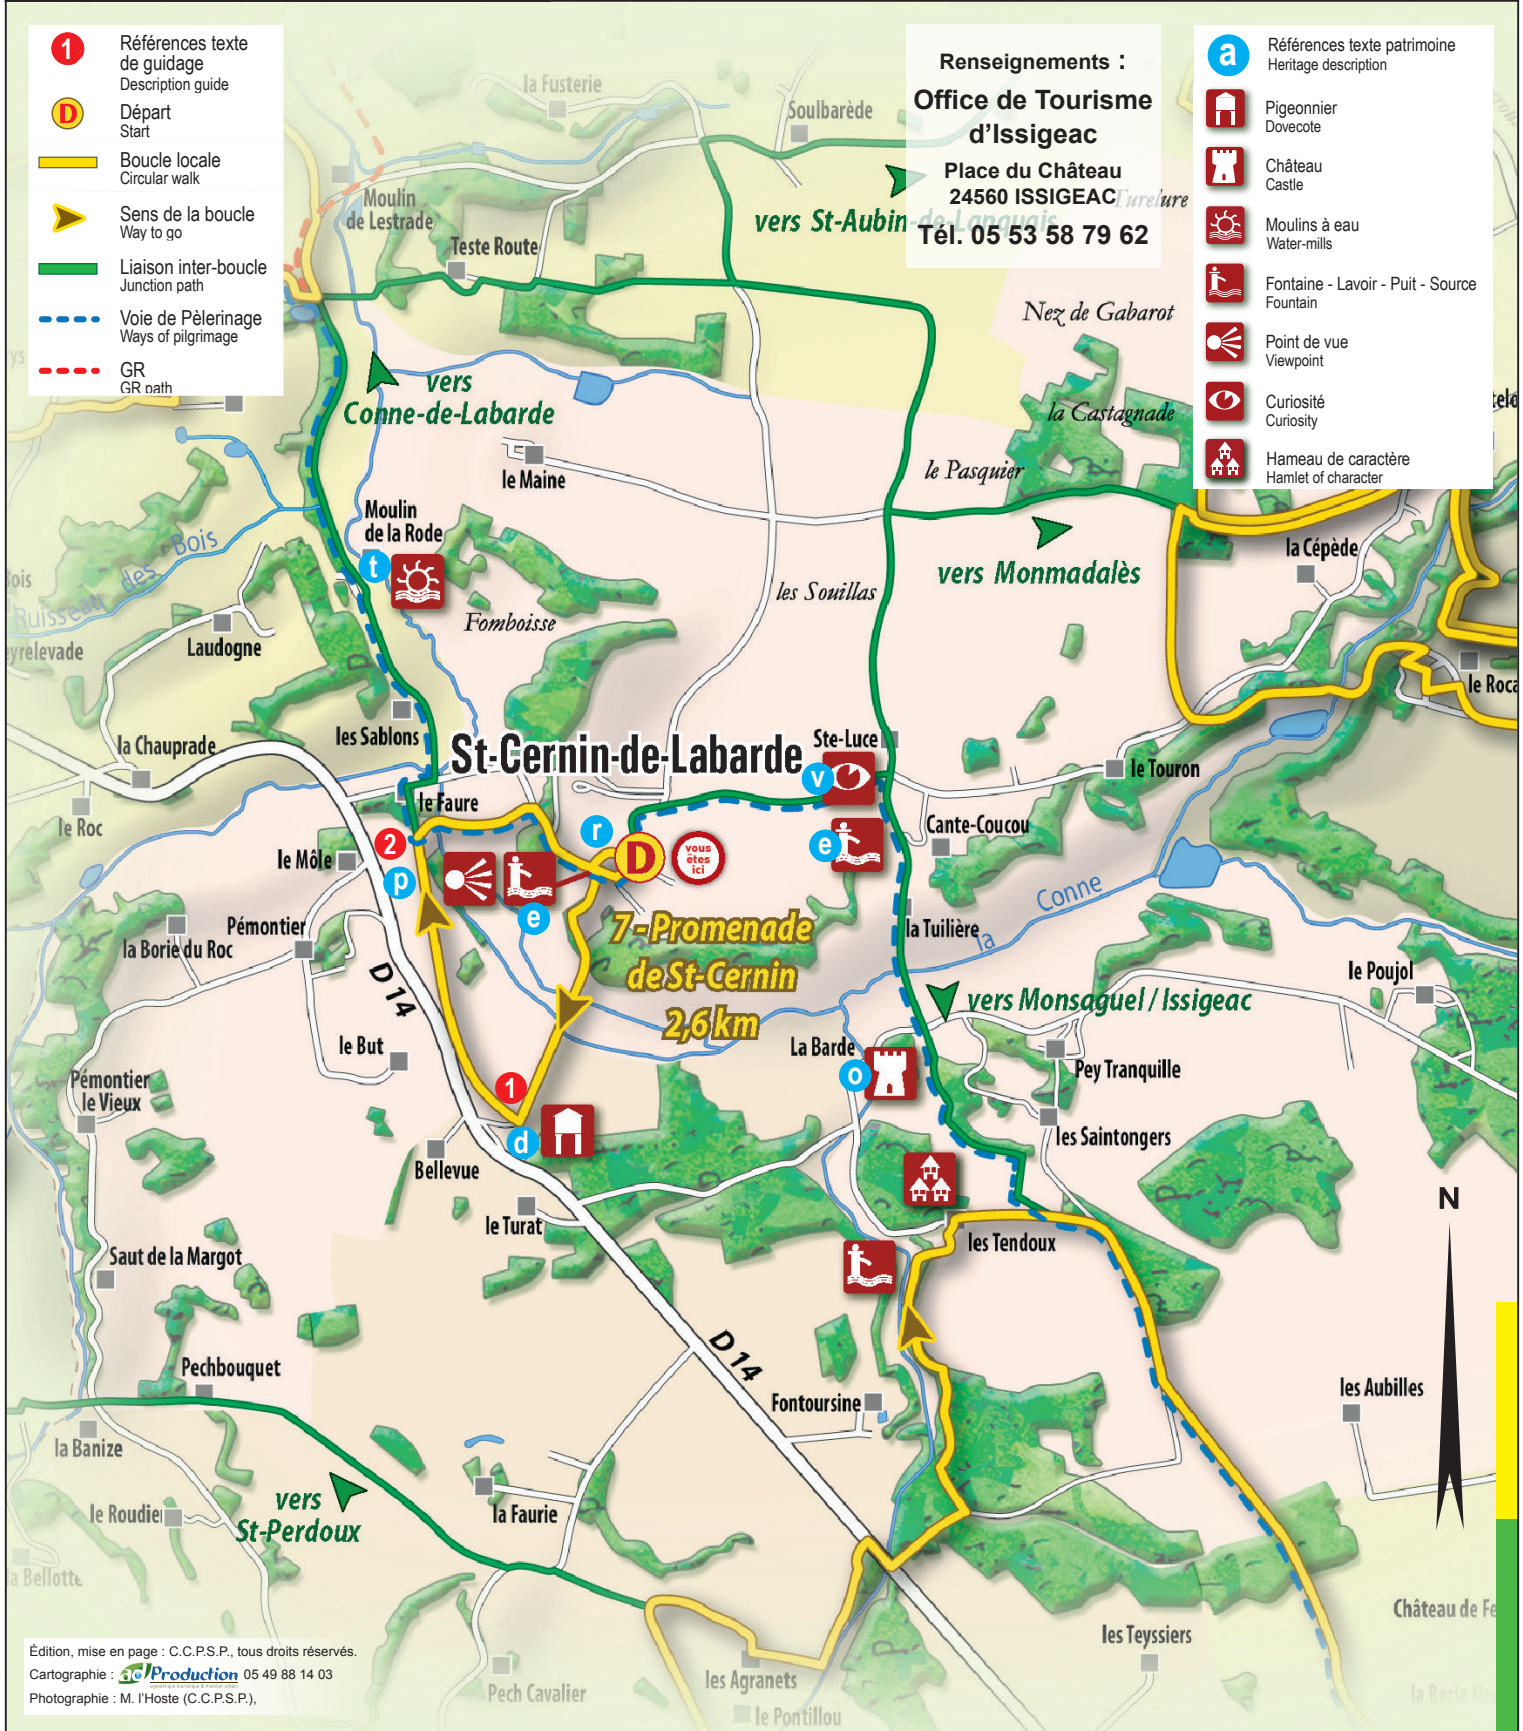 1
Références texte
de guidage
Description guide
D
Départ
Start
Boucle locale
Circular walk
Sens de la boucle
Way to go
Liaison inter-boucle
Junction path
Voie de Pèlerinage
Ways of pilgrimage
GR
GR path
Renseignements :
Office de Tourisme
d'Issigeac
Place du Château
24560 ISSIGEAC
Tél. 05 53 58 79 62
a
Références texte patrimoine
Heritage description
Pigeonnier
Dovecote
Château
Castle
Moulins à eau
Water-mills
Fontaine - Lavoir - Puit - Source
Fountain
Point de vue
Viewpoint
Curiosité
Curiosity
Hameau de caractère
Hamlet of character
la Fusterie
Soulbarède
Moulin
de Lestrade
Teste Route
vers St-Aubin-de-Lanquais
Turelure
Nez de Gabarot
vers
Conne-de-Labarde
la Castagnade
le Pasquier
le Maine
Moulin
de la Rode
t
Ruisseau des Bois
Laudogne
Fomboisse
les Souillas
vers Monmadalès
la Cépède
le Roca
les Sablons
la Chauprade
St-Cernin-de-Labarde
Ste-Luce
v
le Touron
le Roc
le Faure
2
r
D
vous
êtes
ici
e
Cante-Coucou
le Môle
p
e
Conne
la
la Tuilière
Pémontier
la Borie du Roc
D 14
7 - Promenade
de St-Cernin
2,6 km
le Poujol
vers Monsaguel / Issigeac
le But
La Barde
o
Pey Tranquille
Pémontier
le Vieux
1
d
les Saintongers
Bellevue
le Turat
N
les Tendoux
Saut de la Margot
D 14
Pechbouquet
Fontoursine
les Aubilles
la Banize
vers
St-Perdoux
le Roudier
la Faurie
Château de Fe
les Teyssiers
les Agranets
Pech Cavalier
le Pontillou
Édition, mise en page : C.C.P.S.P., tous droits réservés.
Cartographie : ad Production 05 49 88 14 03
Photographie : M. l'Hoste (C.C.P.S.P.),